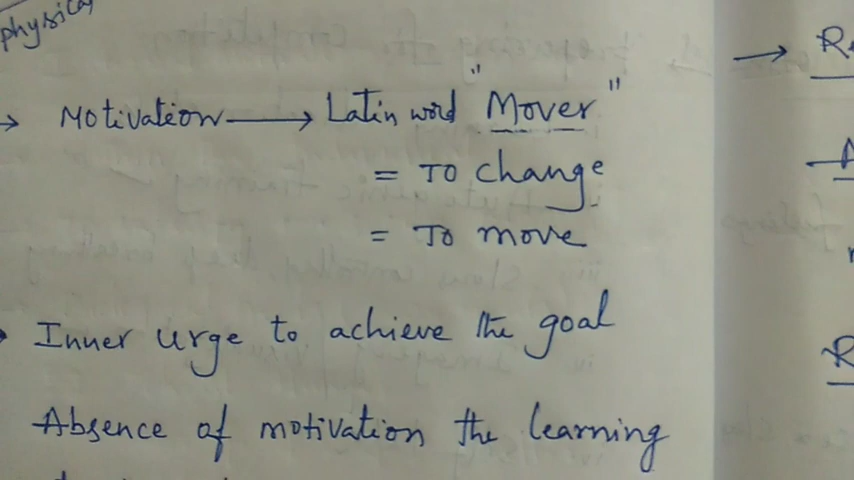 physical
→ Motivation → Latin word "Mover"
= To change
= To move
Inner urge to achieve the goal
Absence of motivation the learning